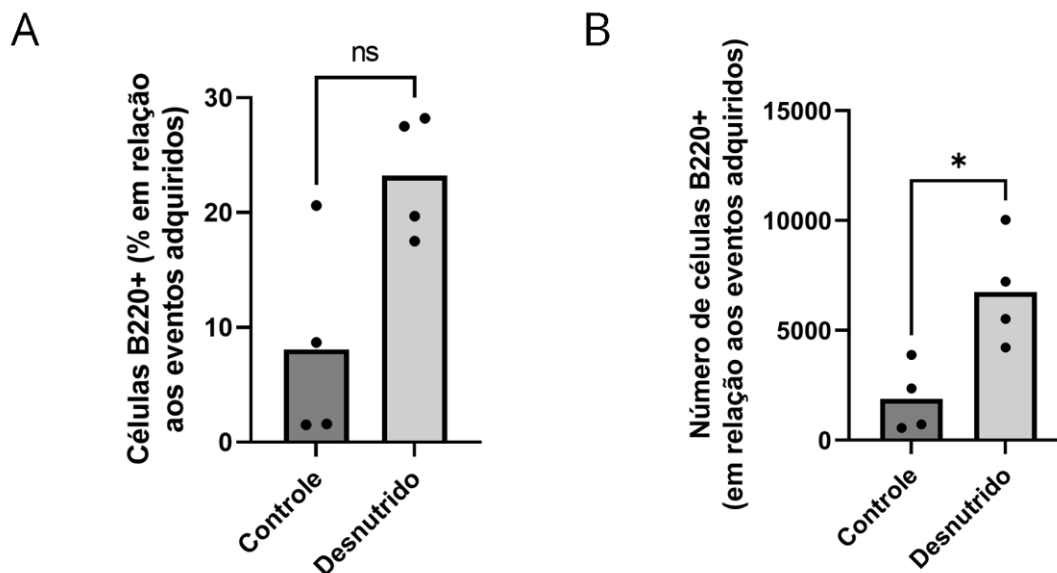 A
Células B220+ (% em relação
aos eventos adquiridos)
ns
30
20
10
0
Controle
Desnutrido
B
Número de células B220+
(em relação aos eventos adquiridos)
*
15000
10000
5000
0
Controle
Desnutrido